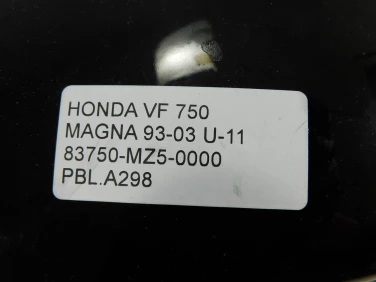 HONDA VF 750
MAGNA 93-03 U-11
83750-MZ5-0000
PBL.A298